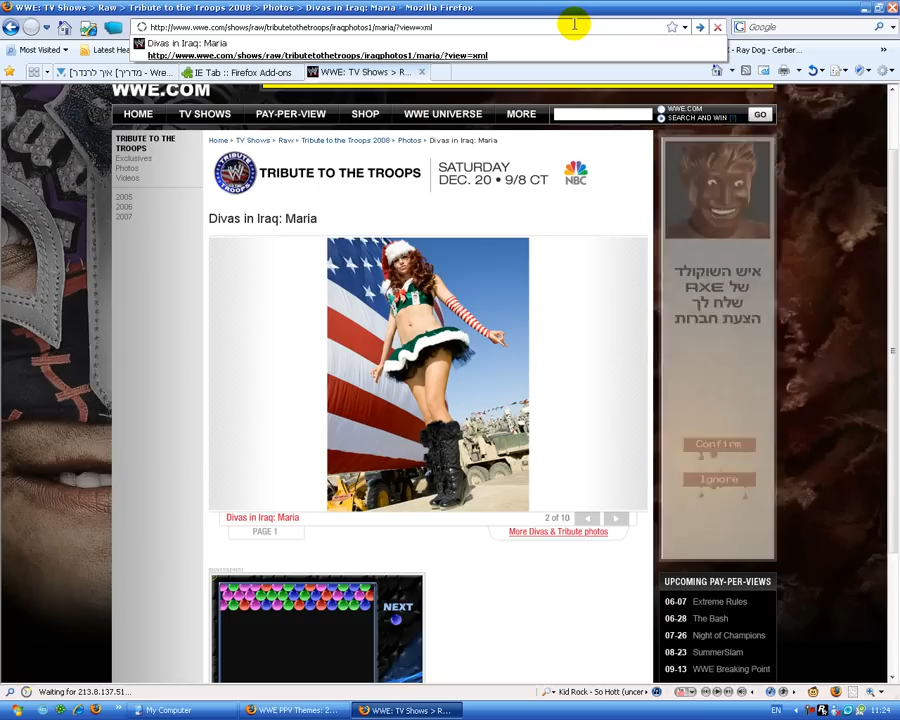 WWE: TV Shows > Raw > Tribute to the Troops 2008 > Photos > Divas in Iraq: Maria - Mozilla Firefox
http://www.wwe.com/shows/raw/tributetothetroops/iraqphotos1/maria/?view=xml
Google
Divas in Iraq: Maria
http://www.wwe.com/shows/raw/tributetothetroops/iraqphotos1/maria/?view=xml
Most Visited
Latest Hea
- Ray Dog - Cerber...
מדריך] איך לרנדר] - Wre...
IE Tab :: Firefox Add-ons
WWE: TV Shows > R...
WWE.COM
HOME
TV SHOWS
PAY-PER-VIEW
SHOP
WWE UNIVERSE
MORE
WWE.COM
SEARCH AND WIN [?]
GO
TRIBUTE TO THE
TROOPS
Exclusives
Photos
Videos
2005
2006
2007
Home > TV Shows > Raw > Tribute to the Troops 2008 > Photos > Divas in Iraq: Maria
TRIBUTE TO THE TROOPS
SATURDAY
DEC. 20 • 9/8 CT
NBC
Divas in Iraq: Maria
Divas in Iraq: Maria
2 of 10
PAGE 1
More Divas & Tribute photos
ADVERTISEMENT
NEXT
איש השוקולד
של AXE
שלח לך
הצעת חברות
Confirm
Ignore
UPCOMING PAY-PER-VIEWS
06-07 Extreme Rules
06-28 The Bash
07-26 Night of Champions
08-23 SummerSlam
09-13 WWE Breaking Point
Waiting for 213.8.137.51...
Kid Rock - So Hott (uncer
My Computer
WWE PPV Themes: 2...
WWE: TV Shows > R...
EN
11:24